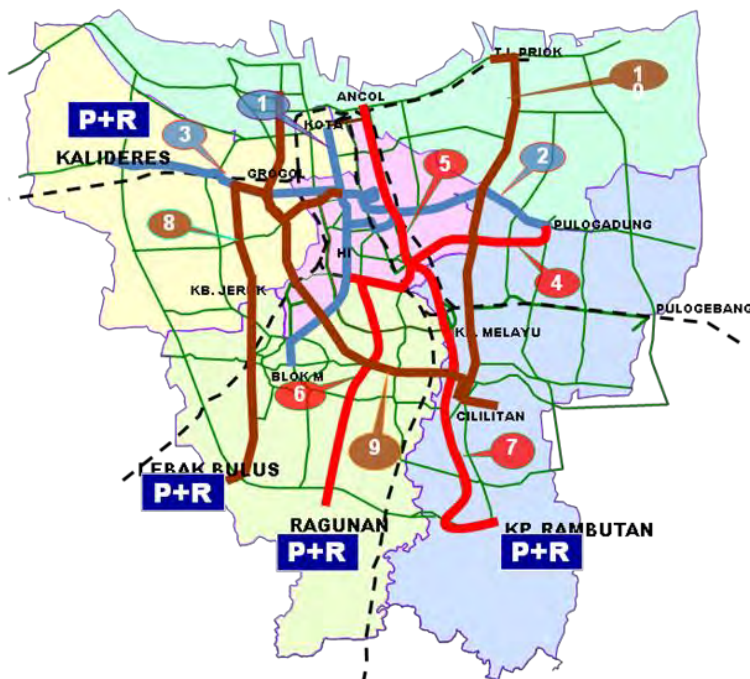 TJ. PRIOK
1
0
ANCOL
1
P+R
KOTA
3
KALIDERES
5
2
GROGOL
8
PULOGADUNG
HI
4
KB. JERUK
PULOGEBANG
MELAYU
BLOK M
6
CILILITAN
9
7
LEBAK BULUS
P+R
RAGUNAN
KP. RAMBUTAN
P+R
P+R